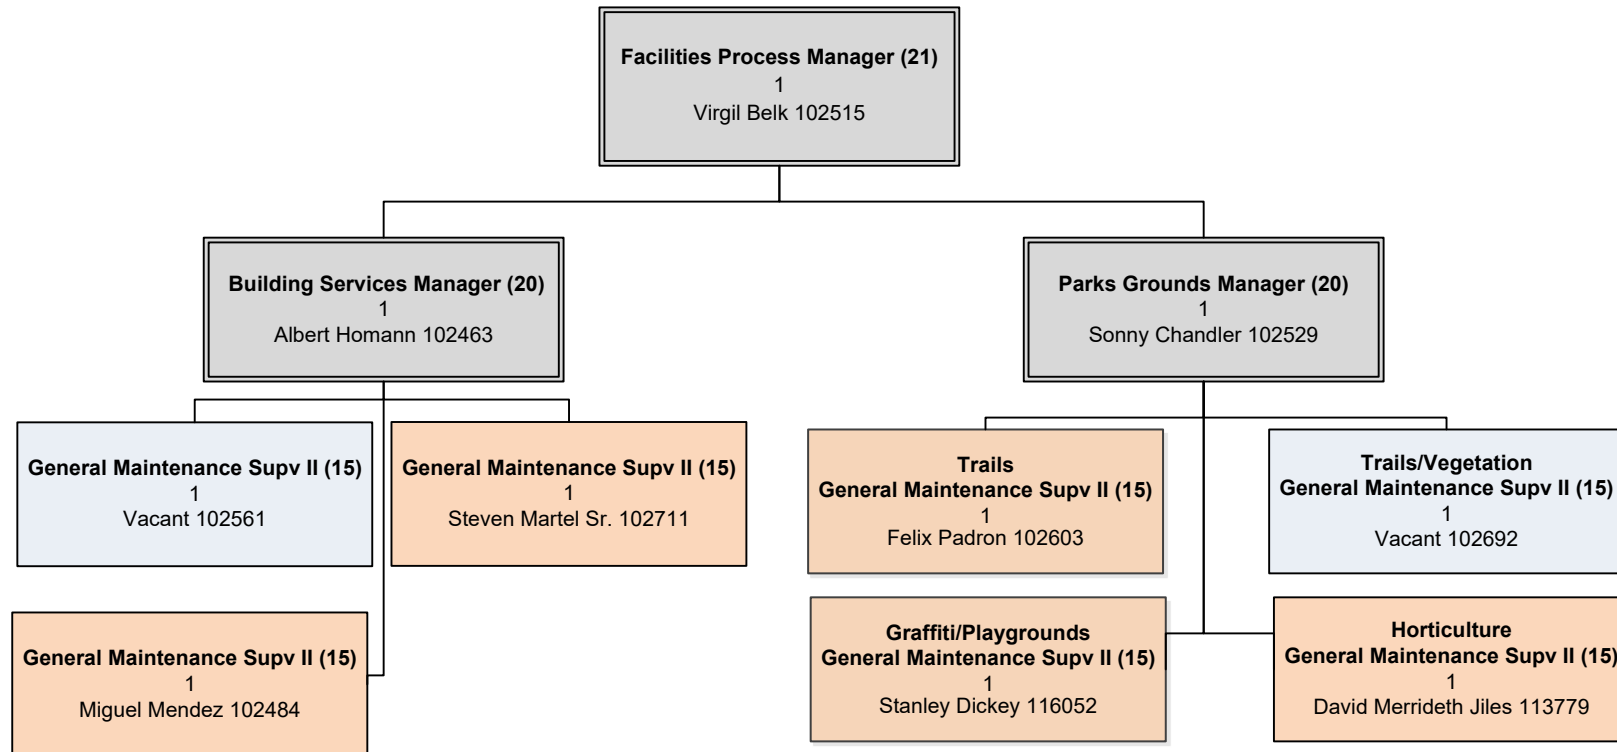 Facilities Process Manager (21)
1
Virgil Belk 102515
Building Services Manager (20)
1
Albert Homann 102463
Parks Grounds Manager (20)
1
Sonny Chandler 102529
General Maintenance Supv II (15)
1
Vacant 102561
General Maintenance Supv II (15)
1
Steven Martel Sr. 102711
Trails
General Maintenance Supv II (15)
1
Felix Padron 102603
Trails/Vegetation
General Maintenance Supv II (15)
1
Vacant 102692
General Maintenance Supv II (15)
1
Miguel Mendez 102484
Graffiti/Playgrounds
General Maintenance Supv II (15)
1
Stanley Dickey 116052
Horticulture
General Maintenance Supv II (15)
1
David Merrideth Jiles 113779